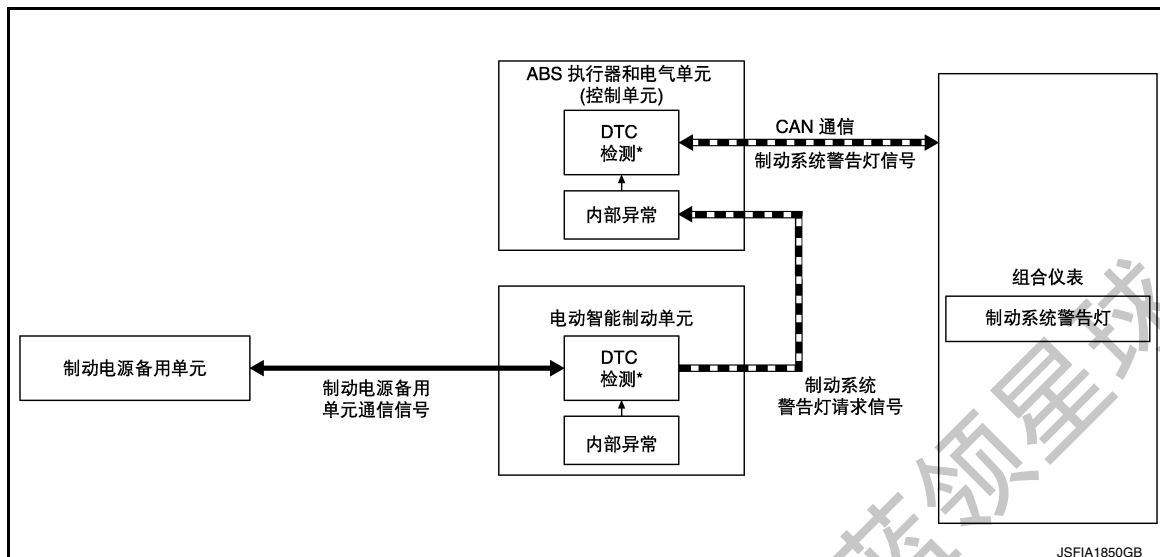 ABS 执行器和电气单元
(控制单元)
DTC
检测*
内部异常
CAN 通信
制动系统警告灯信号
组合仪表
制动系统警告灯
电动智能制动单元
DTC
检测*
内部异常
制动电源备用单元
制动电源备用
单元通信信号
制动系统
警告灯请求信号
蓝领星球
JSFIA1850GB